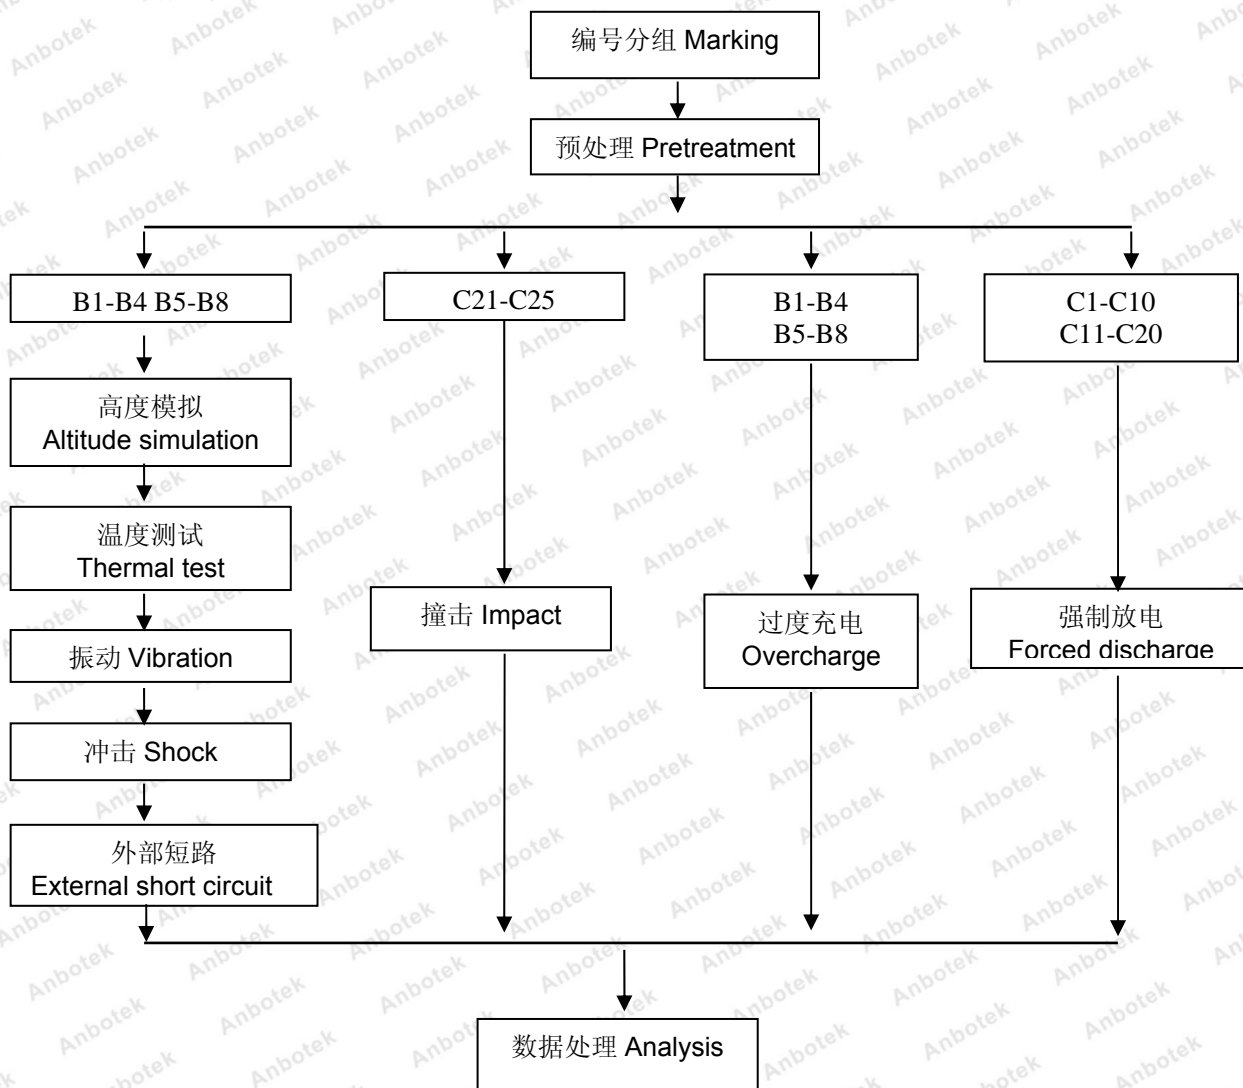 编号分组 Marking
预处理 Pretreatment
B1-B4 B5-B8
C21-C25
B1-B4
B5-B8
C1-C10
C11-C20
高度模拟
Altitude simulation
温度测试
Thermal test
振动 Vibration
冲击 Shock
外部短路
External short circuit
撞击 Impact
过度充电
Overcharge
强制放电
Forced discharge
数据处理 Analysis
Anbotek